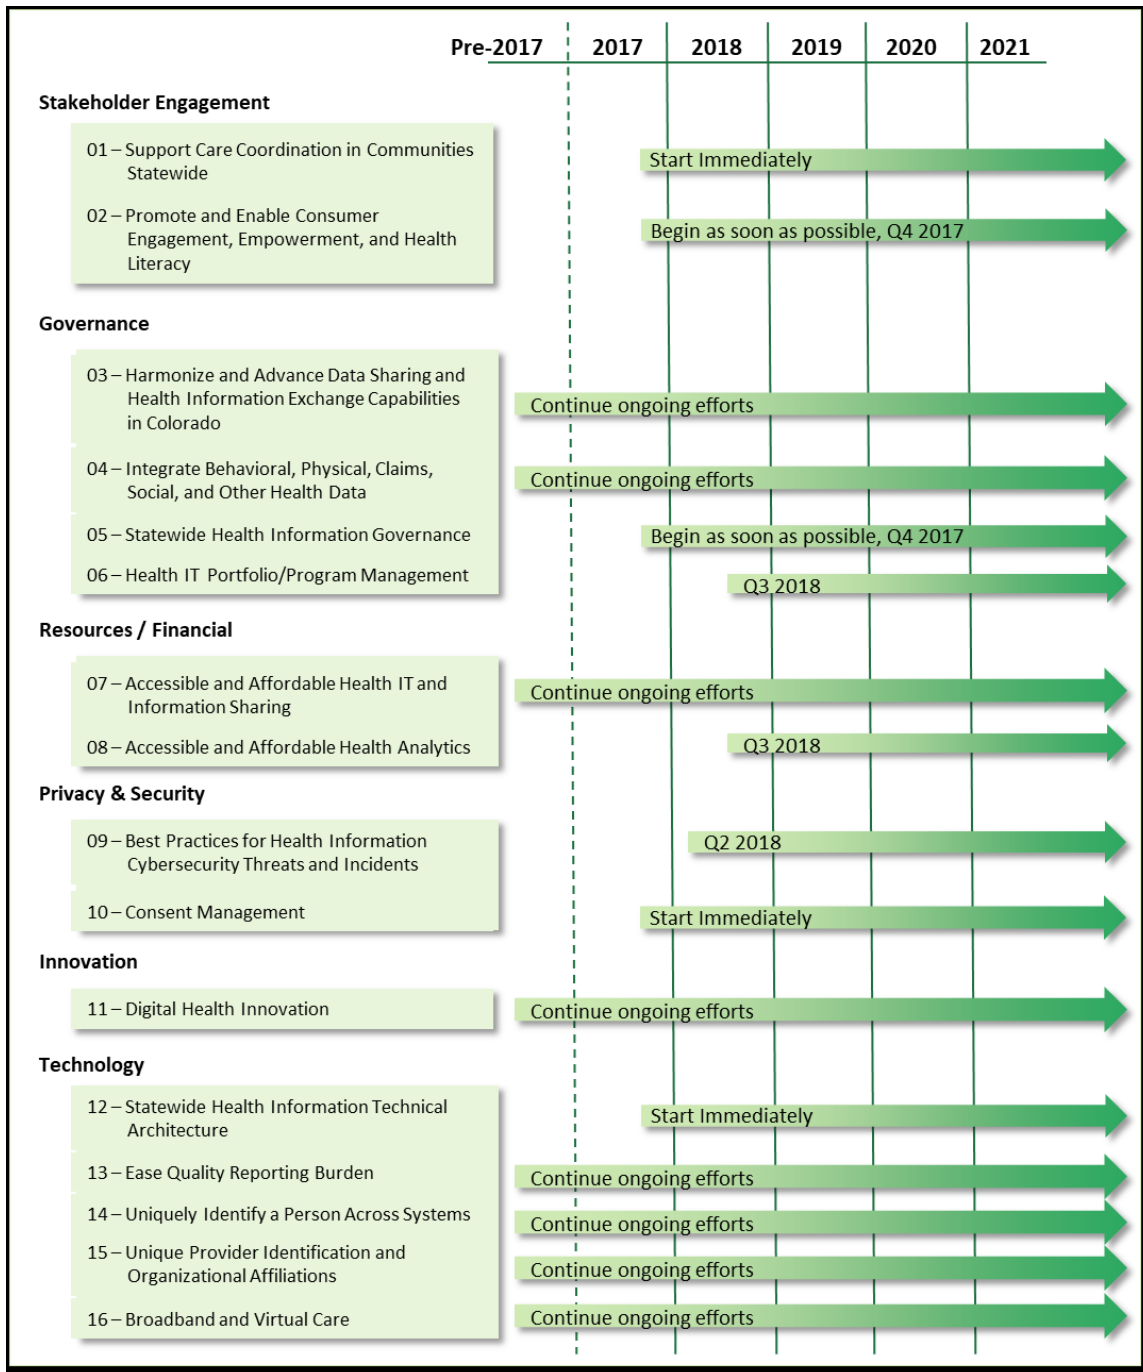 Pre-2017 2017 2018 2019 2020 2021
Stakeholder Engagement
01 – Support Care Coordination in Communities
Statewide
Start Immediately
02 – Promote and Enable Consumer
Engagement, Empowerment, and Health
Literacy
Begin as soon as possible, Q4 2017
Governance
03 – Harmonize and Advance Data Sharing and
Health Information Exchange Capabilities
in Colorado
Continue ongoing efforts
04 – Integrate Behavioral, Physical, Claims,
Social, and Other Health Data
Continue ongoing efforts
05 – Statewide Health Information Governance
Begin as soon as possible, Q4 2017
06 – Health IT Portfolio/Program Management
Q3 2018
Resources / Financial
07 – Accessible and Affordable Health IT and
Information Sharing
Continue ongoing efforts
08 – Accessible and Affordable Health Analytics
Q3 2018
Privacy & Security
09 – Best Practices for Health Information
Cybersecurity Threats and Incidents
Q2 2018
10 – Consent Management
Start Immediately
Innovation
11 – Digital Health Innovation
Continue ongoing efforts
Technology
12 – Statewide Health Information Technical
Architecture
Start Immediately
13 – Ease Quality Reporting Burden
Continue ongoing efforts
14 – Uniquely Identify a Person Across Systems
Continue ongoing efforts
15 – Unique Provider Identification and
Organizational Affiliations
Continue ongoing efforts
16 – Broadband and Virtual Care
Continue ongoing efforts